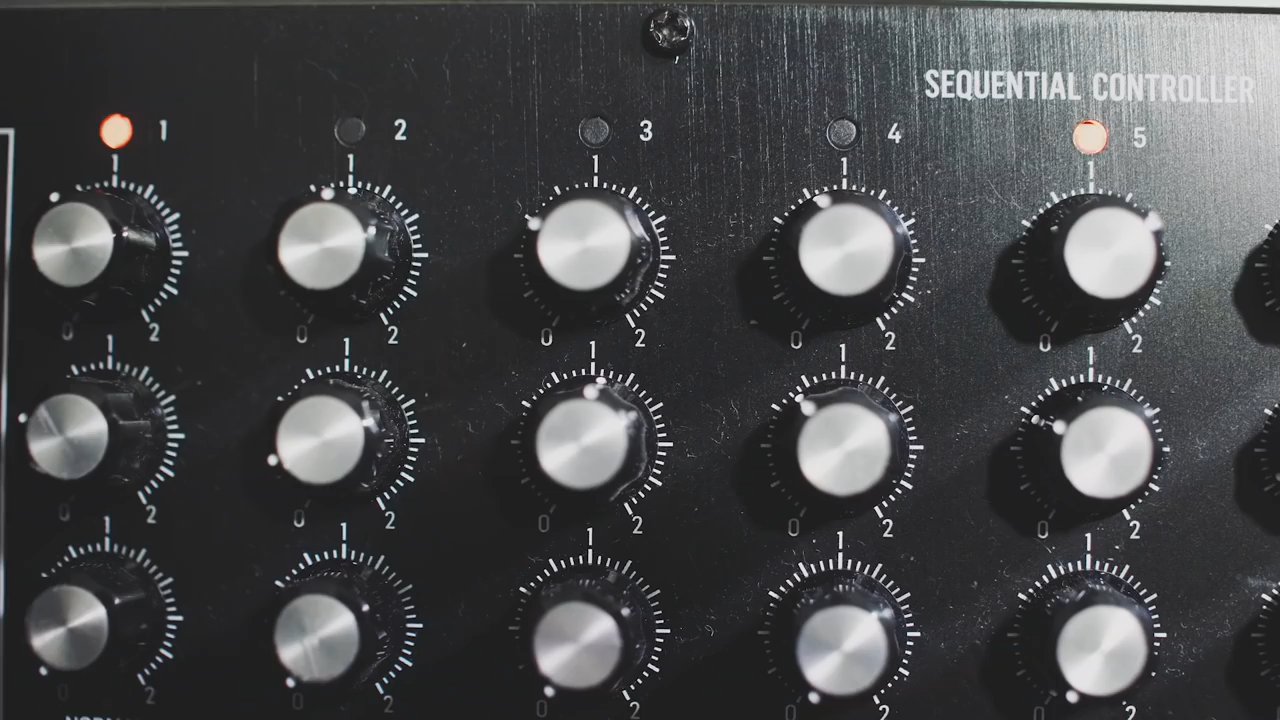 SEQUENTIAL CONTROLLER
1 2 3 4 5
1 1 1 1 1
0 2 0 2 0 2 0 2 0 2
1 1 1 1 1
0 2 0 2 0 2 0 2 0 2
1 1 1 1 1
0 2 2 0 2 0 2 0 2